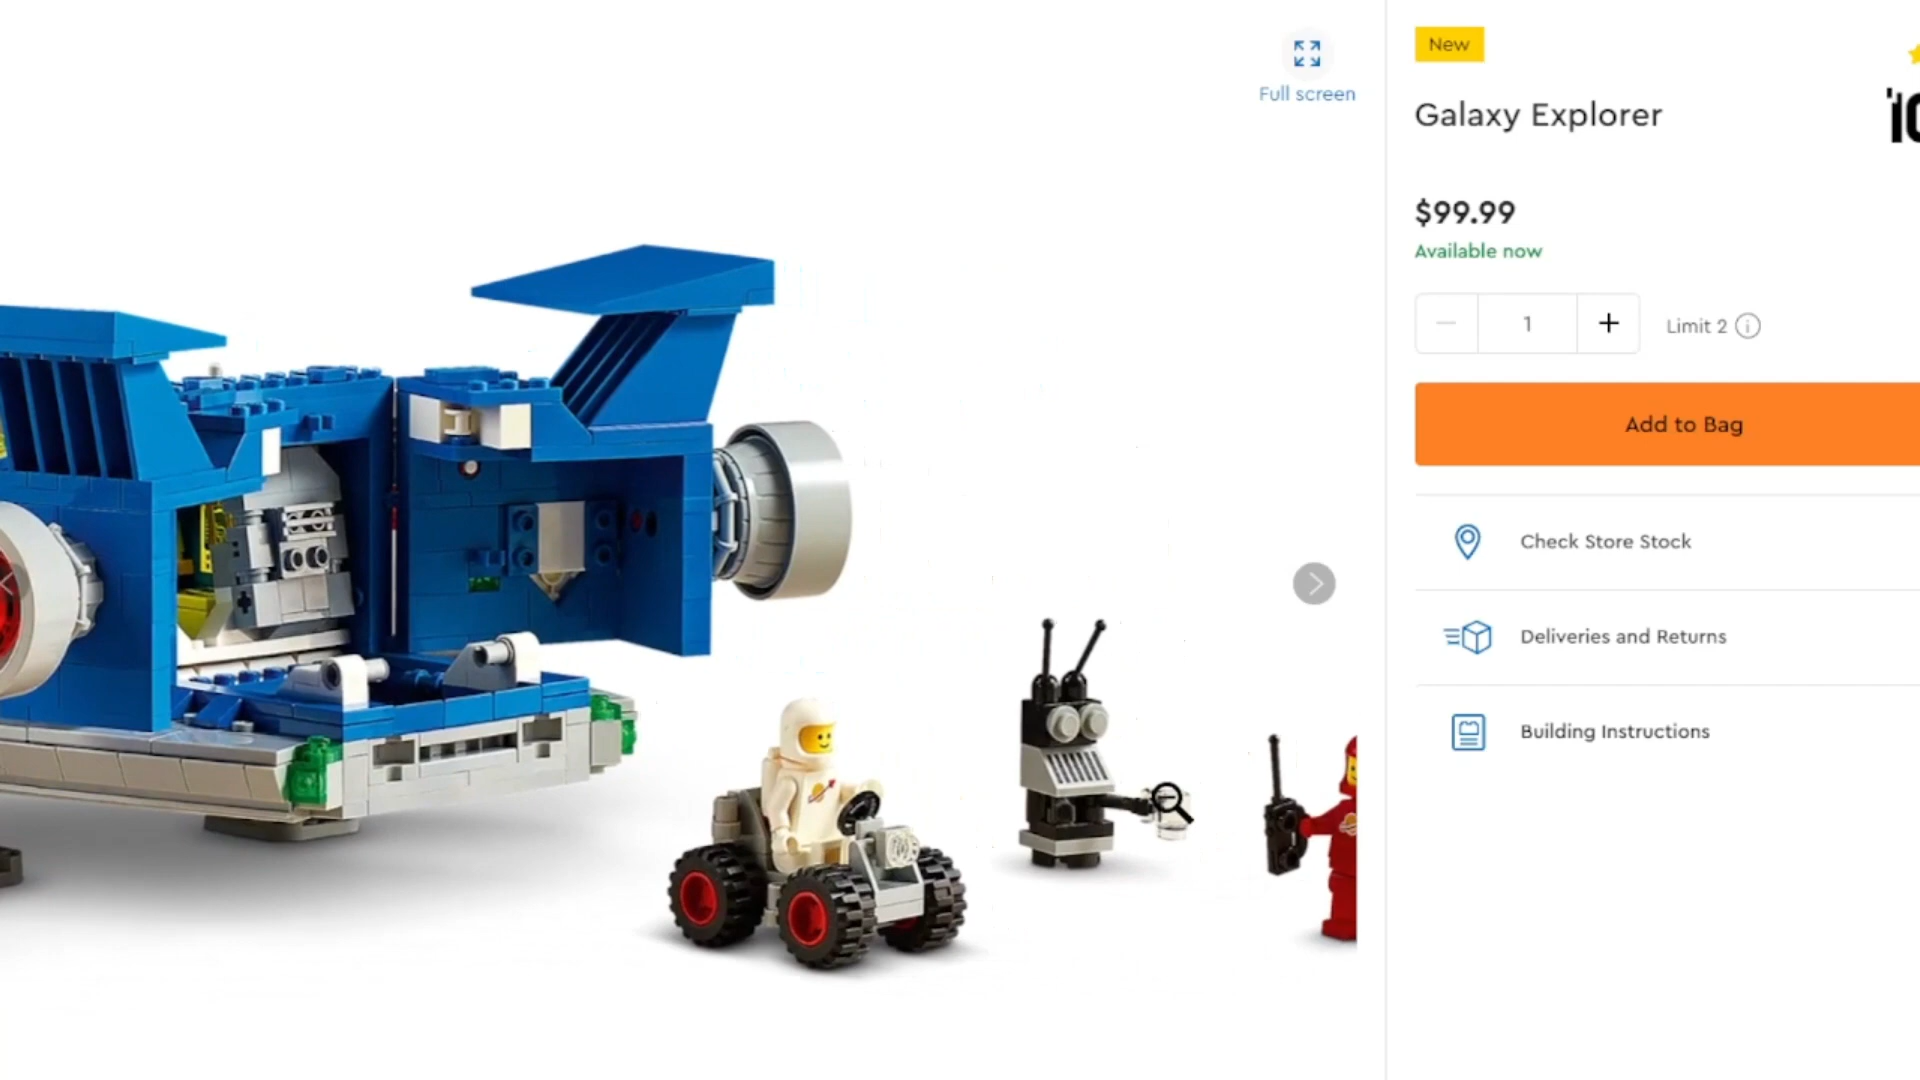 Full screen
New
Galaxy Explorer
$99.99
Available now
1
Limit 2
Add to Bag
Check Store Stock
Deliveries and Returns
Building Instructions